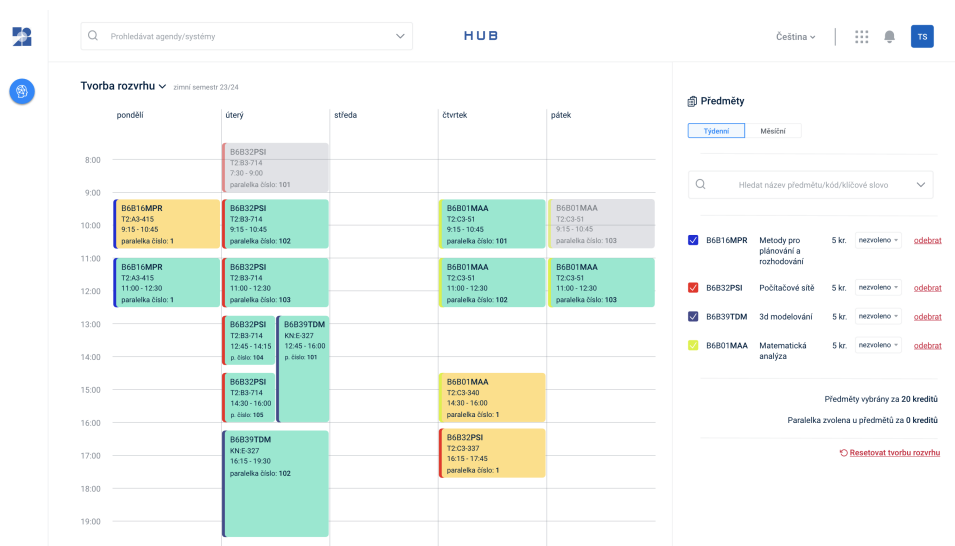 Prohledávat agendy/systémy
HUB
Čeština
TS
Tvorba rozvrhu
zimní semestr 23/24
pondělí
úterý
středa
čtvrtek
pátek
8:00
9:00
10:00
11:00
12:00
13:00
14:00
15:00
16:00
17:00
18:00
19:00
B6B16MPR
T2:A3-415
9:15 - 10:45
paralelka číslo: 1
B6B16MPR
T2:A3-415
11:00 - 12:30
paralelka číslo: 1
B6B32PSI
T2:B3-714
7:30 - 9:00
paralelka číslo: 101
B6B32PSI
T2:B3-714
9:15 - 10:45
paralelka číslo: 102
B6B32PSI
T2:B3-714
11:00 - 12:30
paralelka číslo: 103
B6B32PSI
T2:B3-714
12:45 - 14:15
p. číslo: 104
B6B39TDM
KN:E-327
12:45 - 16:00
p. číslo: 101
B6B32PSI
T2:B3-714
14:30 - 16:00
p. číslo: 105
B6B39TDM
KN:E-327
16:15 - 19:30
paralelka číslo: 102
B6B01MAA
T2:C3-51
9:15 - 10:45
paralelka číslo: 101
B6B01MAA
T2:C3-51
11:00 - 12:30
paralelka číslo: 102
B6B01MAA
T2:C3-340
14:30 - 16:00
paralelka číslo: 1
B6B32PSI
T2:C3-337
16:15 - 17:45
paralelka číslo: 1
B6B01MAA
T2:C3-51
9:15 - 10:45
paralelka číslo: 103
B6B01MAA
T2:C3-51
11:00 - 12:30
paralelka číslo: 103
Předměty
Týdenní
Měsíční
Hledat název předmětu/kód/klíčové slovo
B6B16MPR Metody pro 5 kr. nezvoleno odebrat
plánování a
rozhodování
B6B32PSI Počítačové sítě 5 kr. nezvoleno odebrat
B6B39TDM 3d modelování 5 kr. nezvoleno odebrat
B6B01MAA Matematická 5 kr. nezvoleno odebrat
analýza
Předměty vybrány za 20 kreditů
Paralelka zvolena u předmětů za 0 kreditů
Resetovat tvorbu rozvrhu